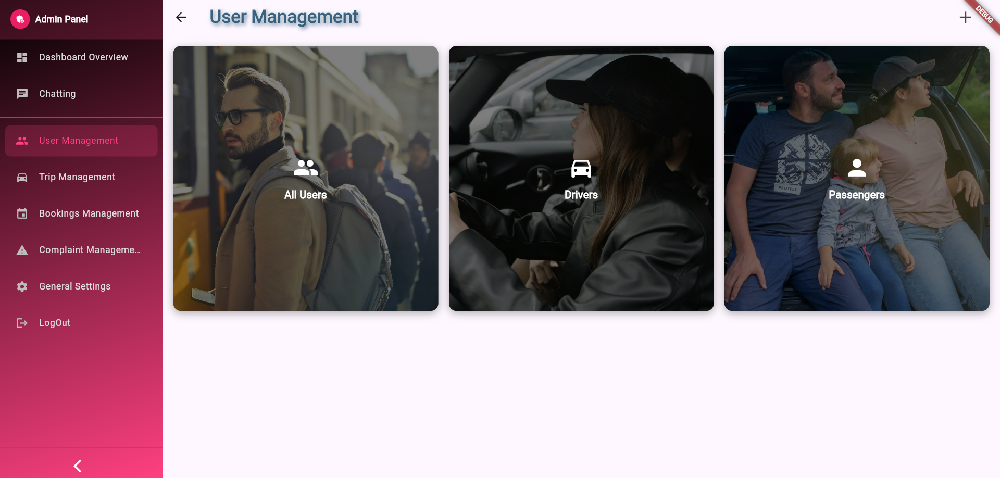 Admin Panel
Dashboard Overview
Chatting
User Management
Trip Management
Bookings Management
Complaint Manageme…
General Settings
LogOut
User Management
DEBUG
All Users
Drivers
Passengers
PROTEST